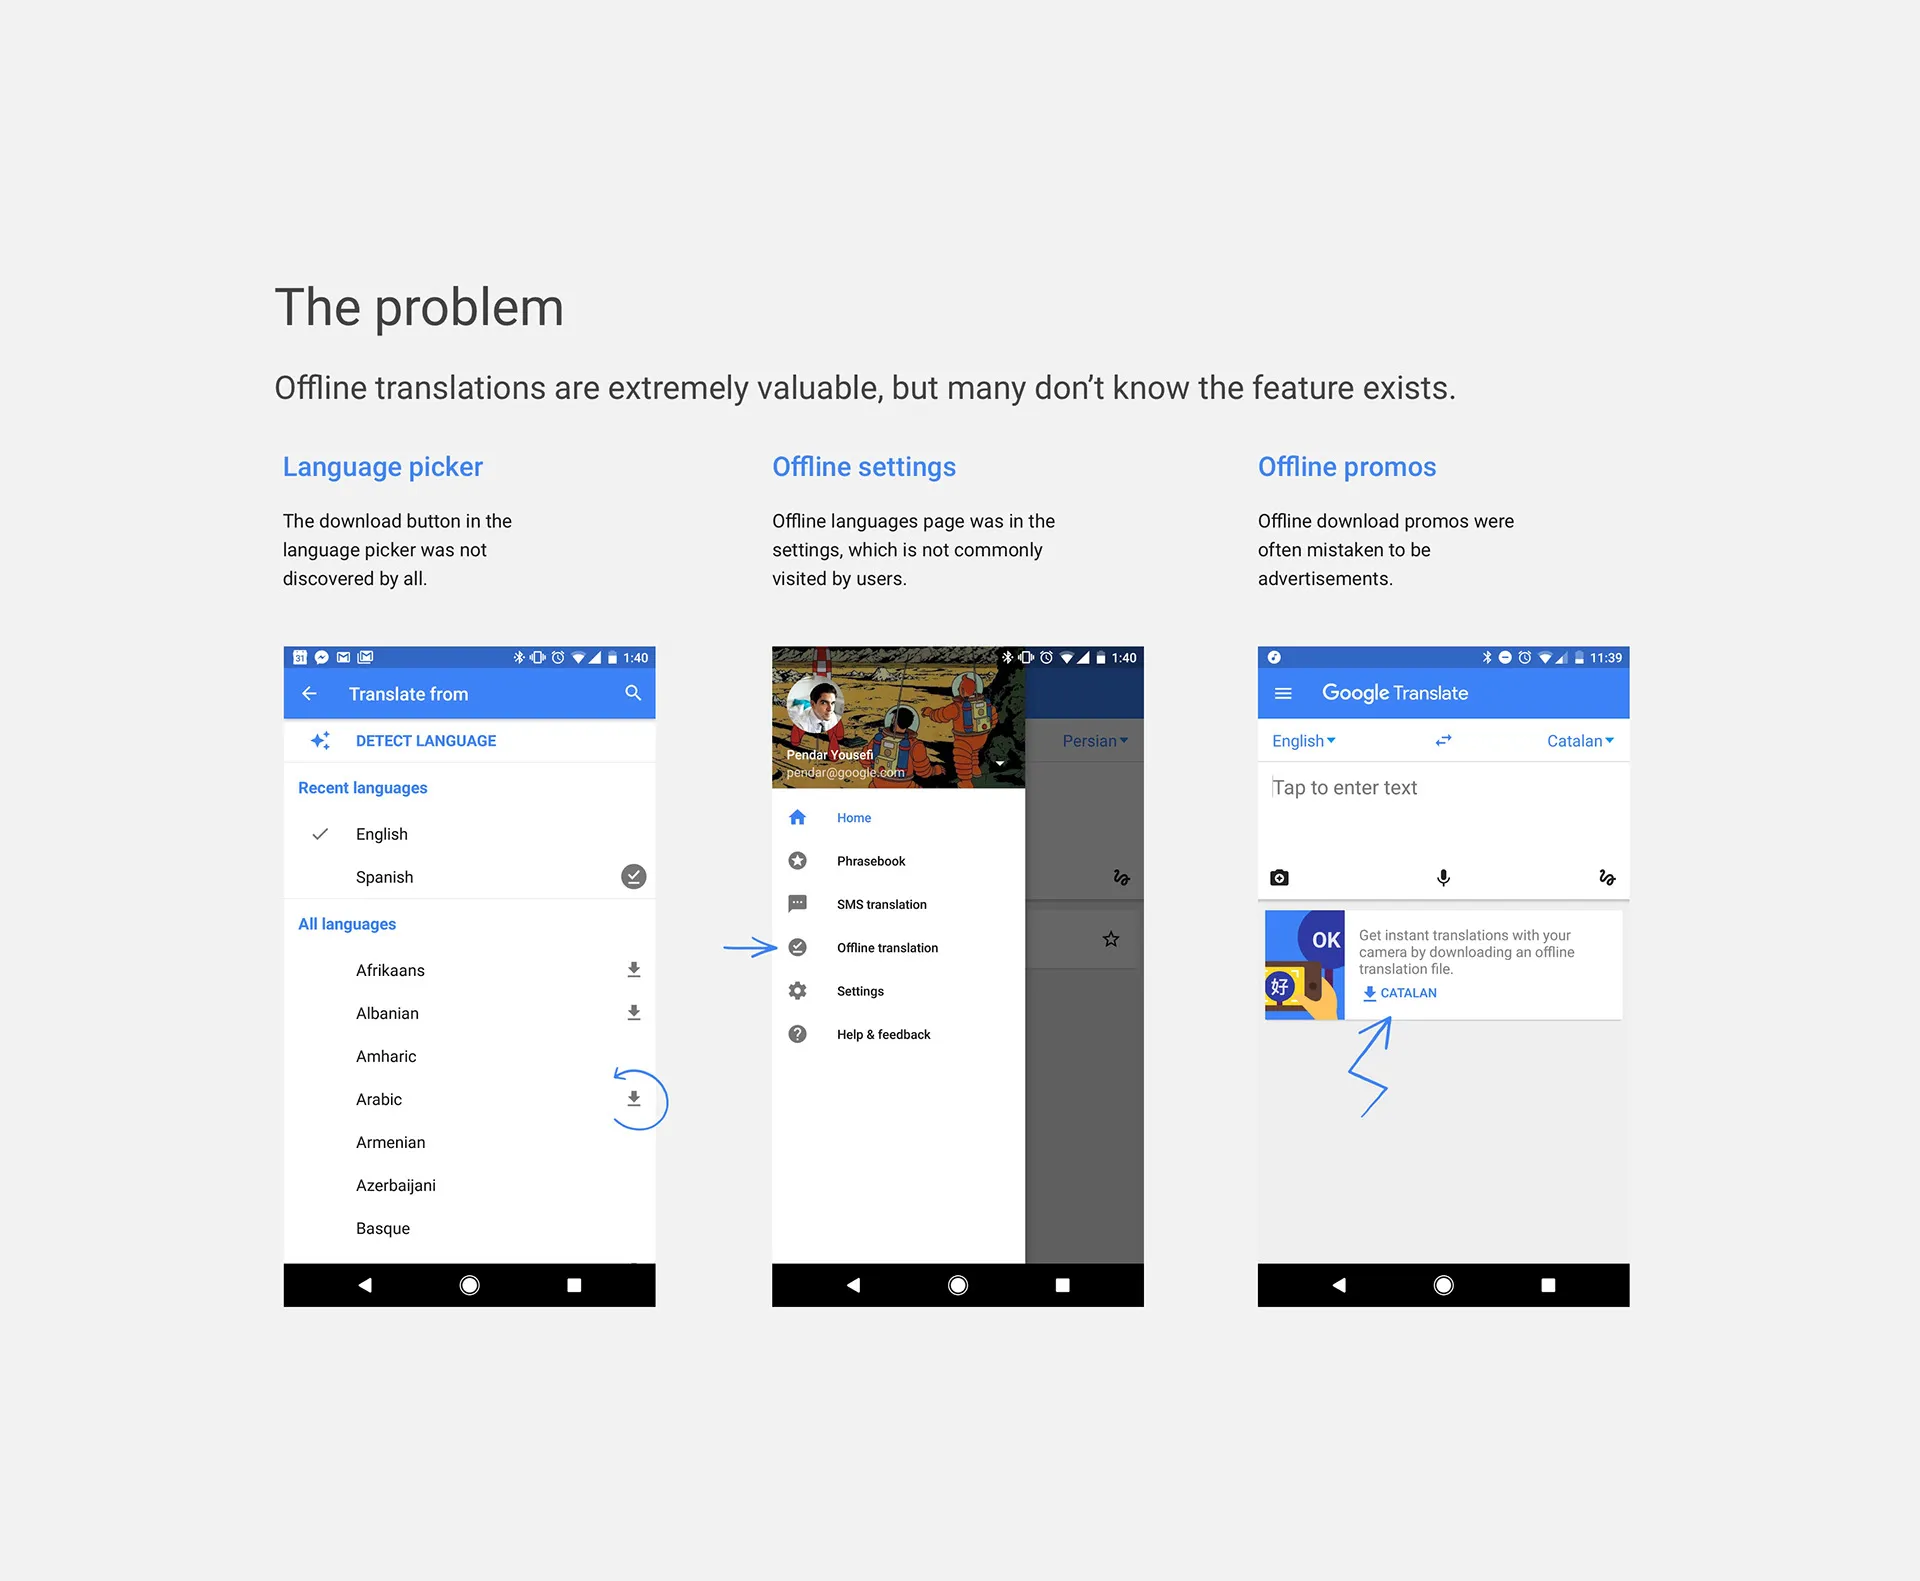 The problem
Offline translations are extremely valuable, but many don’t know the feature exists.
Language picker
The download button in the
language picker was not
discovered by all.
Offline settings
Offline languages page was in the
settings, which is not commonly
visited by users.
Offline promos
Offline download promos were
often mistaken to be
advertisements.
31
1:40
Translate from
DETECT LANGUAGE
Recent languages
English
Spanish
All languages
Afrikaans
Albanian
Amharic
Arabic
Armenian
Azerbaijani
Basque
1:40
Pendar Yousefi
pendar@google.com
Persian
Home
Phrasebook
SMS translation
Offline translation
Settings
Help & feedback
11:39
Google Translate
English
Catalan
Tap to enter text
OK
好
Get instant translations with your
camera by downloading an offline
translation file.
CATALAN